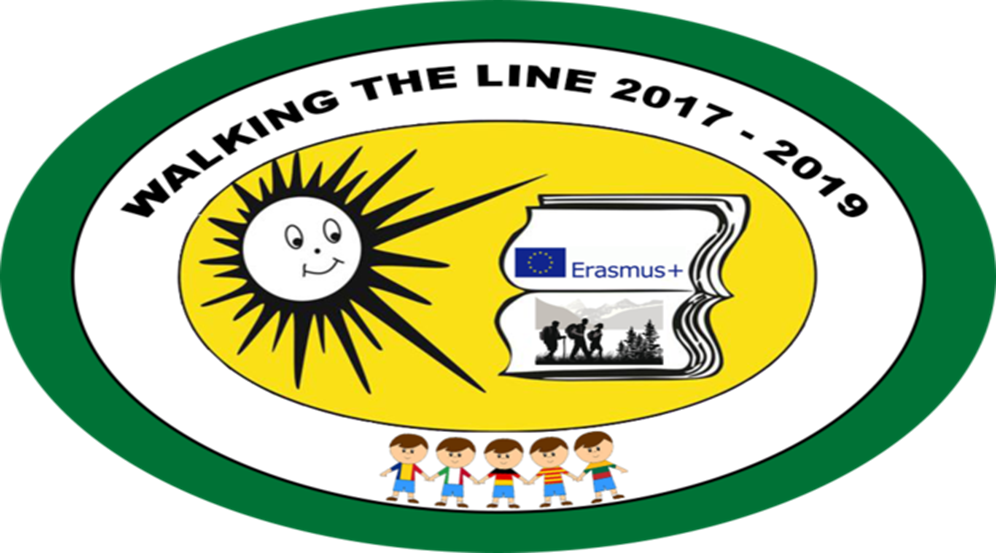 WALKING THE LINE 2017 - 2019
Erasmus+